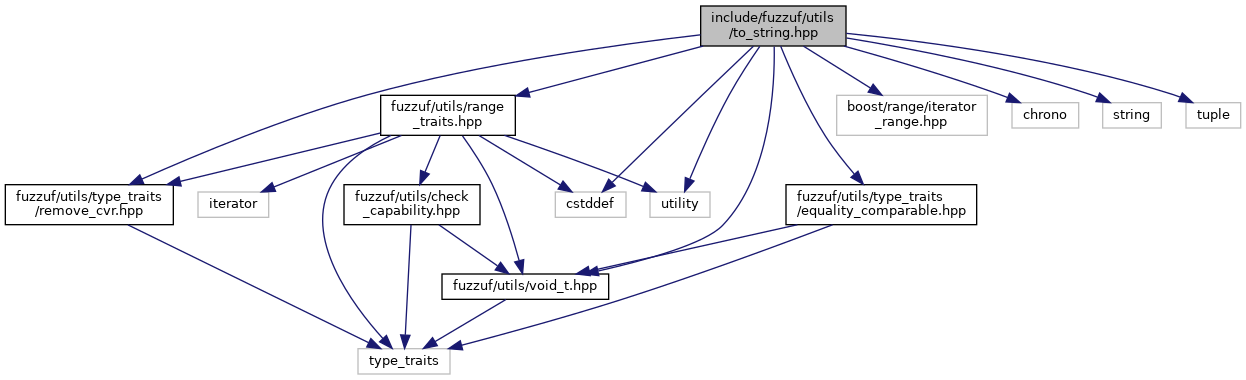 include/fuzzuf/utils
/to_string.hpp
fuzzuf/utils/range
_traits.hpp
boost/range/iterator
_range.hpp
chrono
string
tuple
fuzzuf/utils/type_traits
/remove_cvr.hpp
iterator
fuzzuf/utils/check
_capability.hpp
cstddef
utility
fuzzuf/utils/type_traits
/equality_comparable.hpp
fuzzuf/utils/void_t.hpp
type_traits